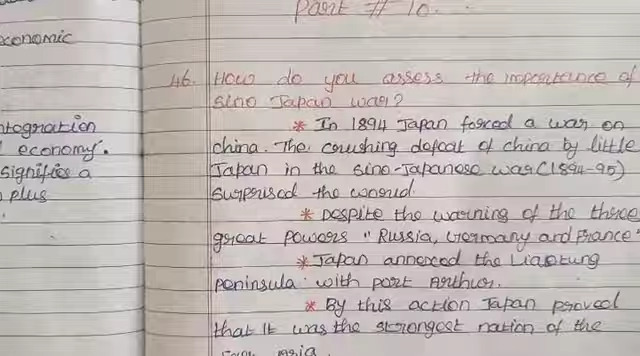 Part # 10.
economic
integration
economy.
signifies a
plus
46. How do you assess the importance of
sino Japan war?
* In 1894 Japan forced a war on
china. The crushing defeat of china by little
Japan in the sino-Japanese war (1894-95)
surprised the world.
* Despite the warning of the three
great powers "Russia, Germany and France"
* Japan annexed the Liaotung
peninsula with port Arthur.
* By this action Japan proved
that it was the strongest nation of the
Asia.